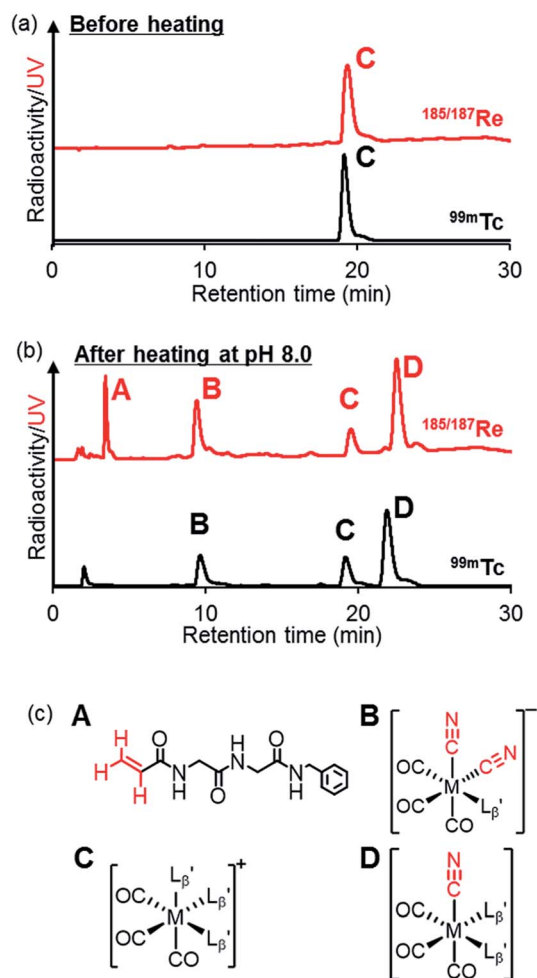 (a) Before heating
Radioactivity/UV
C
185/187Re
C
99mTc
0 10 20 30
Retention time (min)
(b) After heating at pH 8.0
Radioactivity/UV
A B C D
185/187Re
B C D
99mTc
0 10 20 30
Retention time (min)
(c) A
H
H
H
O
N
H
O
H
N
O
N
H
B
N
C
C
N
−
OC
M
OC
Lβ'
CO
C
Lβ'
+
OC
Lβ'
M
OC
Lβ'
CO
D
N
C
OC
Lβ'
M
OC
Lβ'
CO